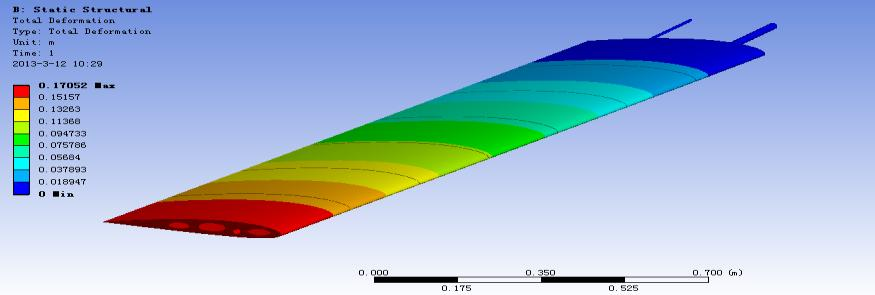 B: Static Structural
Total Deformation
Type: Total Deformation
Unit: m
Time: 1
2013-3-12 10:29
0.17052 Max
0.15157
0.13263
0.11368
0.094733
0.075786
0.05684
0.037893
0.018947
0 Min
0.000 0.350 0.700 (m)
0.175 0.525